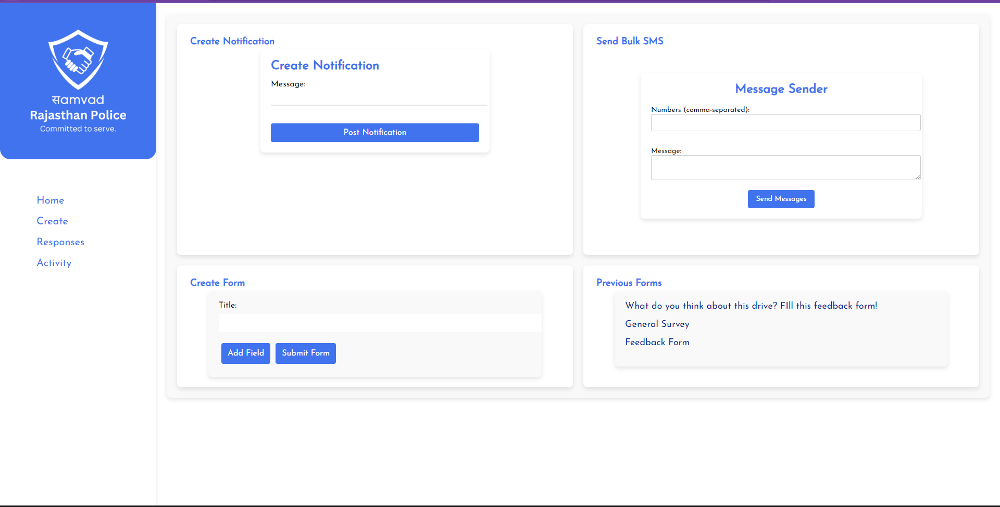 सamvad
Rajasthan Police
Committed to serve.
Home
Create
Responses
Activity
Create Notification
Create Notification
Message:
Post Notification
Send Bulk SMS
Message Sender
Numbers (comma-separated):
Message:
Send Messages
Create Form
Title:
Add Field
Submit Form
Previous Forms
What do you think about this drive? FIll this feedback form!
General Survey
Feedback Form